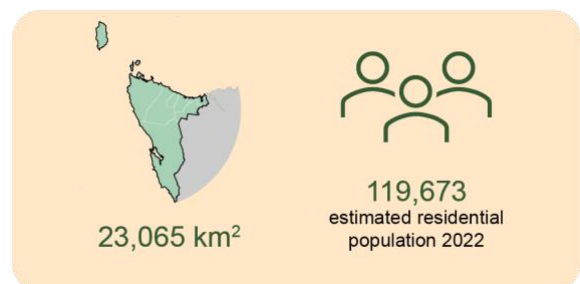 23,065 km²
119,673
estimated residential
population 2022